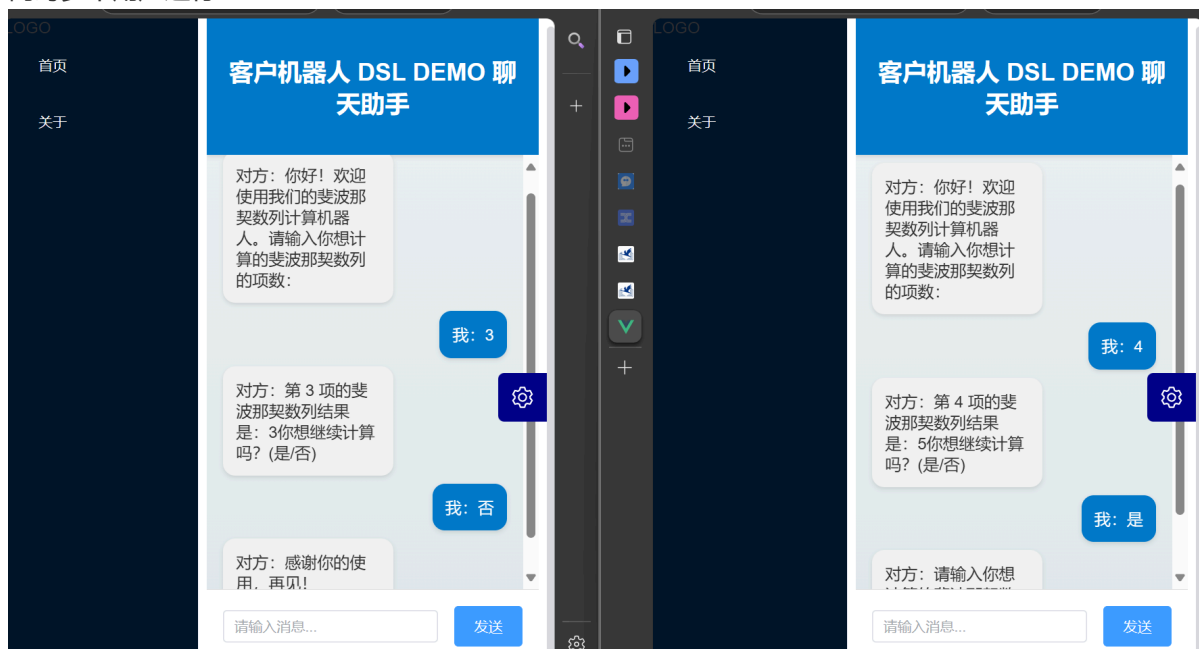 LOGO
首页
关于
客户机器人 DSL DEMO 聊
天助手
对方：你好！欢迎
使用我们的斐波那
契数列计算机器
人。请输入你想计
算的斐波那契数列
的项数：
我：3
对方：第 3 项的斐
波那契数列结果
是：3你想继续计算
吗？(是/否)
我：否
对方：感谢你的使
用，再见！
请输入消息...
发送
LOGO
首页
关于
客户机器人 DSL DEMO 聊
天助手
对方：你好！欢迎
使用我们的斐波那
契数列计算机器
人。请输入你想计
算的斐波那契数列
的项数：
我：4
对方：第 4 项的斐
波那契数列结果
是：5你想继续计算
吗？(是/否)
我：是
对方：请输入你想
请输入消息...
发送